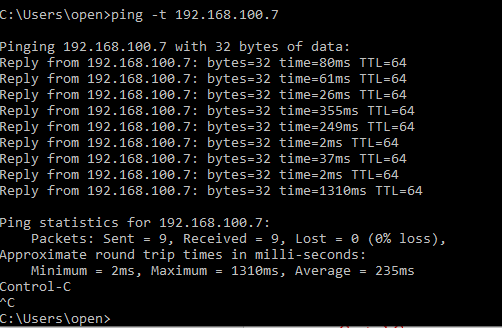 C:\Users\open>ping -t 192.168.100.7
Pinging 192.168.100.7 with 32 bytes of data:
Reply from 192.168.100.7: bytes=32 time=80ms TTL=64
Reply from 192.168.100.7: bytes=32 time=61ms TTL=64
Reply from 192.168.100.7: bytes=32 time=26ms TTL=64
Reply from 192.168.100.7: bytes=32 time=355ms TTL=64
Reply from 192.168.100.7: bytes=32 time=249ms TTL=64
Reply from 192.168.100.7: bytes=32 time=2ms TTL=64
Reply from 192.168.100.7: bytes=32 time=37ms TTL=64
Reply from 192.168.100.7: bytes=32 time=2ms TTL=64
Reply from 192.168.100.7: bytes=32 time=1310ms TTL=64
Ping statistics for 192.168.100.7:
    Packets: Sent = 9, Received = 9, Lost = 0 (0% loss),
Approximate round trip times in milli-seconds:
    Minimum = 2ms, Maximum = 1310ms, Average = 235ms
Control-C
^C
C:\Users\open>